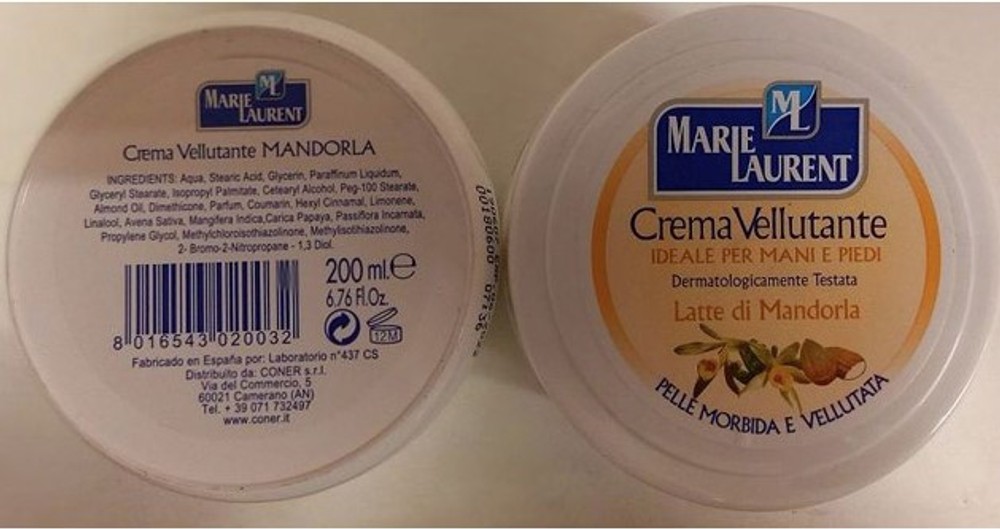 MARIE
LAURENT
ML
Crema Vellutante MANDORLA
INGREDIENTS: Aqua, Stearic Acid, Glycerin, Paraffinum Liquidum,
Glyceryl Stearate, Isopropyl Palmitate, Cetearyl Alcohol, Peg-100 Stearate,
Almond Oil, Dimethicone, Parfum, Coumarin, Hexyl Cinnamal, Limonene,
Linalool, Avena Sativa, Mangifera Indica,Carica Papaya, Passiflora Incarnata,
Propylene Glycol, Methylchloroisothiazolinone, Methylisotihiazolinone,
2- Bromo-2-Nitropropane - 1,3 Diol.
200 ml.e
6,76 Fl.Oz.
12M
8 016543 020032
Fabricado en España por: Laboratorio n°437 CS
Distribuito da: CONER s.r.l.
Via del Commercio, 5
60021 Camerano (AN)
Tel. + 39 071 732497
www.coner.it
ML
MARIE
LAURENT
Crema Vellutante
IDEALE PER MANI E PIEDI
Dermatologicamente Testata
Latte di Mandorla
PELLE MORBIDA E VELLUTATA